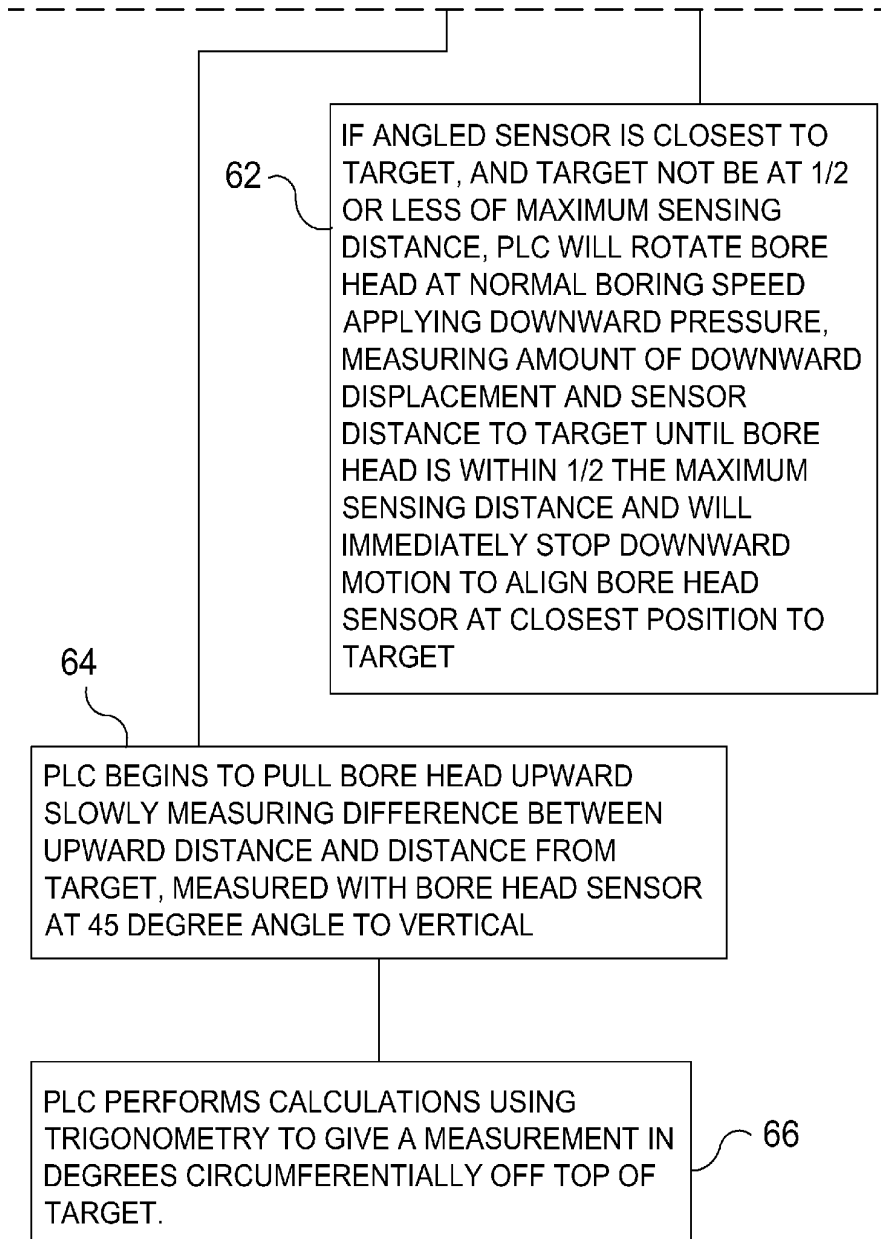 62
IF ANGLED SENSOR IS CLOSEST TO
TARGET, AND TARGET NOT BE AT 1/2
OR LESS OF MAXIMUM SENSING
DISTANCE, PLC WILL ROTATE BORE
HEAD AT NORMAL BORING SPEED
APPLYING DOWNWARD PRESSURE,
MEASURING AMOUNT OF DOWNWARD
DISPLACEMENT AND SENSOR
DISTANCE TO TARGET UNTIL BORE
HEAD IS WITHIN 1/2 THE MAXIMUM
SENSING DISTANCE AND WILL
IMMEDIATELY STOP DOWNWARD
MOTION TO ALIGN BORE HEAD
SENSOR AT CLOSEST POSITION TO
TARGET
64
PLC BEGINS TO PULL BORE HEAD UPWARD
SLOWLY MEASURING DIFFERENCE BETWEEN
UPWARD DISTANCE AND DISTANCE FROM
TARGET, MEASURED WITH BORE HEAD SENSOR
AT 45 DEGREE ANGLE TO VERTICAL
PLC PERFORMS CALCULATIONS USING
TRIGONOMETRY TO GIVE A MEASUREMENT IN
DEGREES CIRCUMFERENTIALLY OFF TOP OF
TARGET.
66